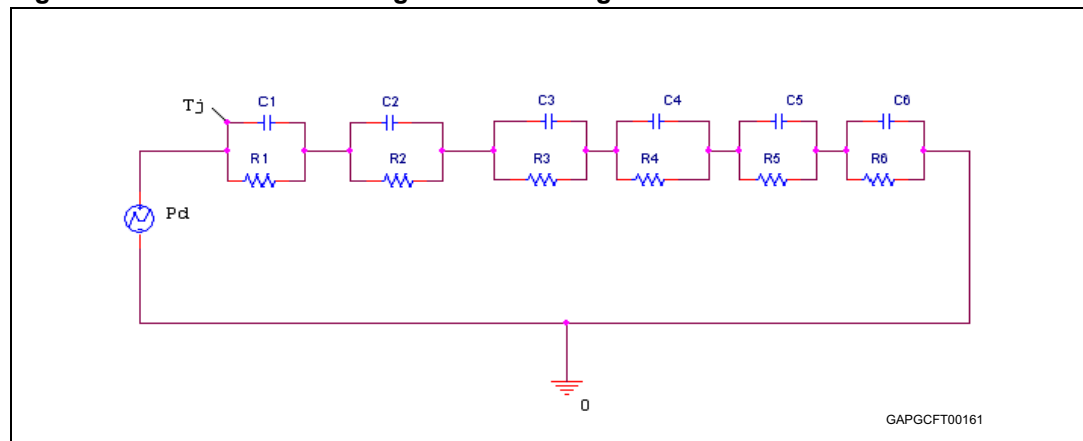 Tj
C1 C2 C3 C4 C5 C6
R1 R2 R3 R4 R5 R6
Pd
0
GAPGCFT00161